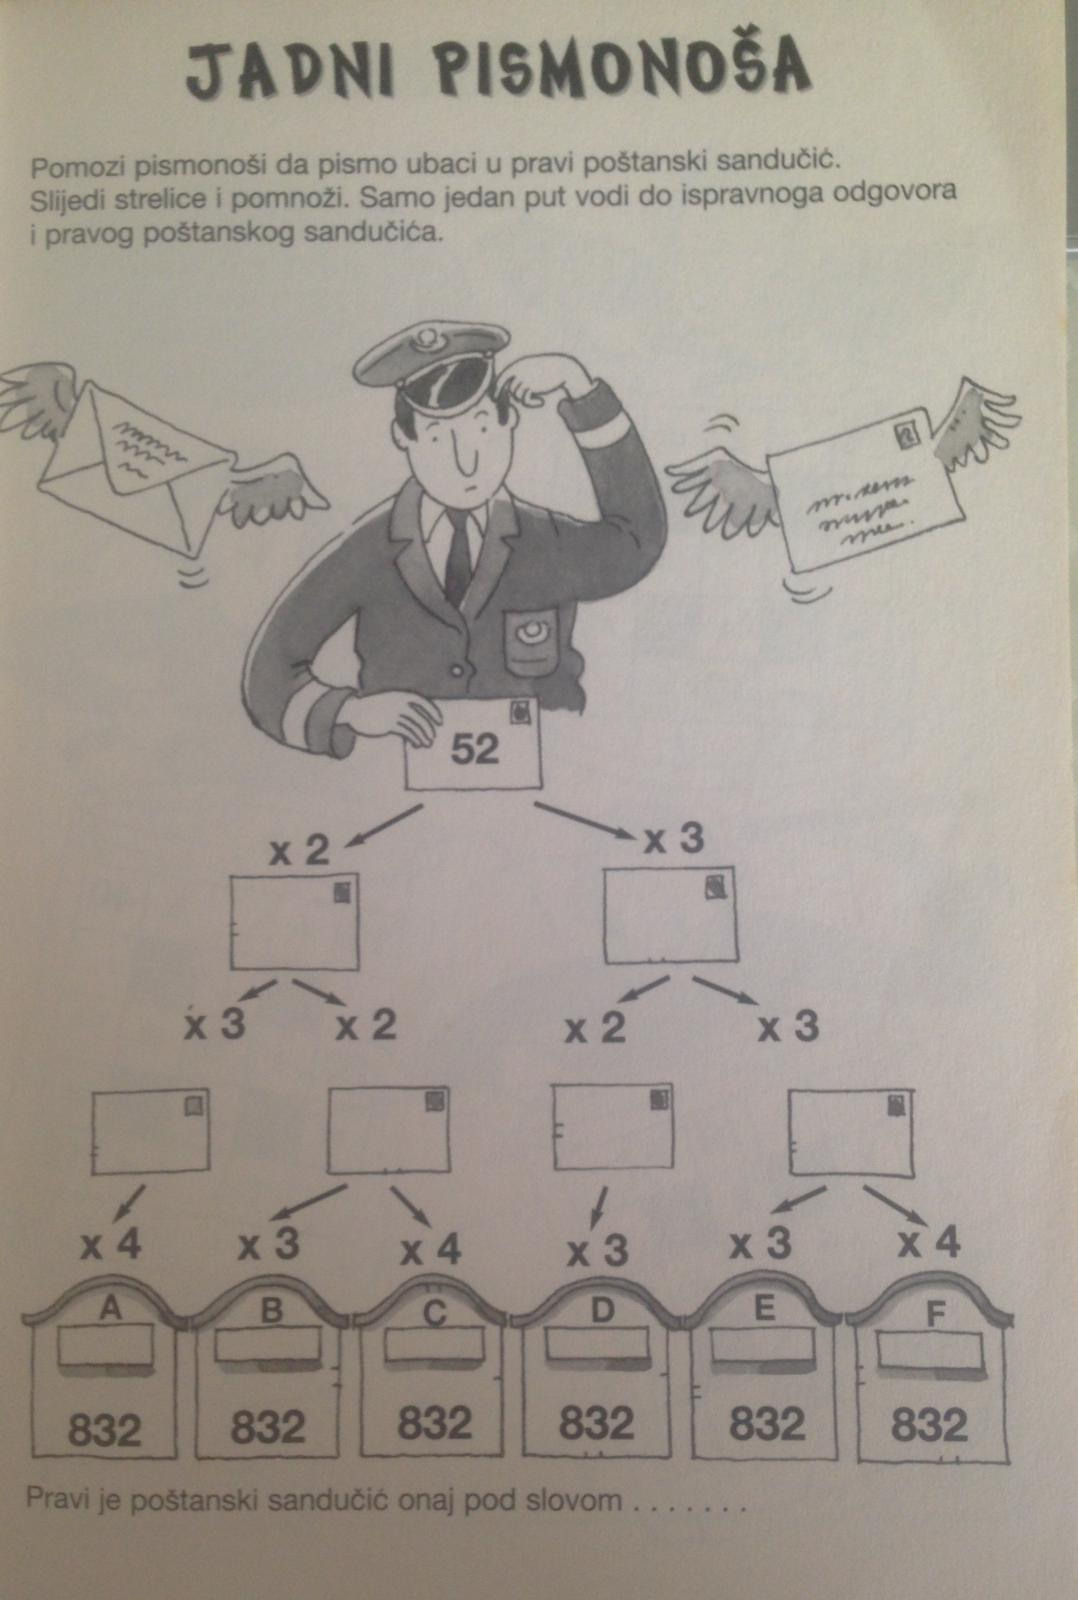 JADNI PISMONOŠA
Pomozi pismonoši da pismo ubaci u pravi poštanski sandučić.
Slijedi strelice i pomnoži. Samo jedan put vodi do ispravnoga odgovora
i pravog poštanskog sandučića.
52
x 2 x 3
x 3 x 2 x 2 x 3
x 4 x 3 x 4 x 3 x 3 x 4
A B C D E F
832 832 832 832 832 832
Pravi je poštanski sandučić onaj pod slovom .......